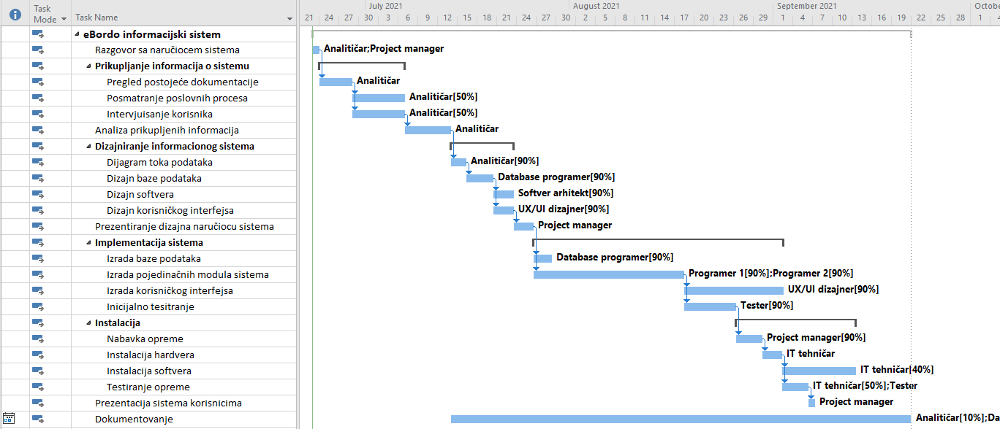 July 2021 August 2021 September 2021 Octobe
Task
Mode Task Name
21 24 27 30 3 6 9 12 15 18 21 24 27 30 2 5 8 11 14 17 20 23 26 29 1 4 7 10 13 16 19 22 25 28 1 4
eBordo informacijski sistem
Razgovor sa naručiocem sistema Analitičar;Project manager
Prikupljanje informacija o sistemu
Pregled postojeće dokumentacije Analitičar
Posmatranje poslovnih procesa Analitičar[50%]
Intervjuisanje korisnika Analitičar[50%]
Analiza prikupljenih informacija Analitičar
Dizajniranje informacionog sistema
Dijagram toka podataka Analitičar[90%]
Dizajn baze podataka Database programer[90%]
Dizajn softvera Softver arhitekt[90%]
Dizajn korisničkog interfejsa UX/UI dizajner[90%]
Prezentiranje dizajna naručiocu sistema Project manager
Implementacija sistema
Izrada baze podataka Database programer[90%]
Izrada pojedinačnih modula sistema Programer 1[90%];Programer 2[90%]
Izrada korisničkog interfejsa UX/UI dizajner[90%]
Inicijalno tesitranje Tester[90%]
Instalacija
Nabavka opreme Project manager[90%]
Instalacija hardvera IT tehničar
Instalacija softvera IT tehničar[40%]
Testiranje opreme IT tehničar[50%];Tester
Prezentacija sistema korisnicima Project manager
Dokumentovanje Analitičar[10%];Da